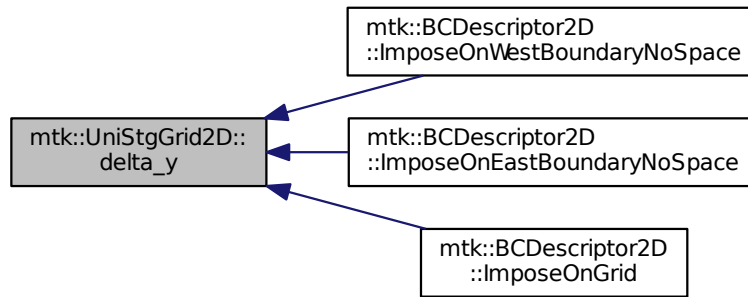 mtk::BCDescriptor2D
::ImposeOnWestBoundaryNoSpace
mtk::UniStgGrid2D::
delta_y
mtk::BCDescriptor2D
::ImposeOnEastBoundaryNoSpace
mtk::BCDescriptor2D
::ImposeOnGrid